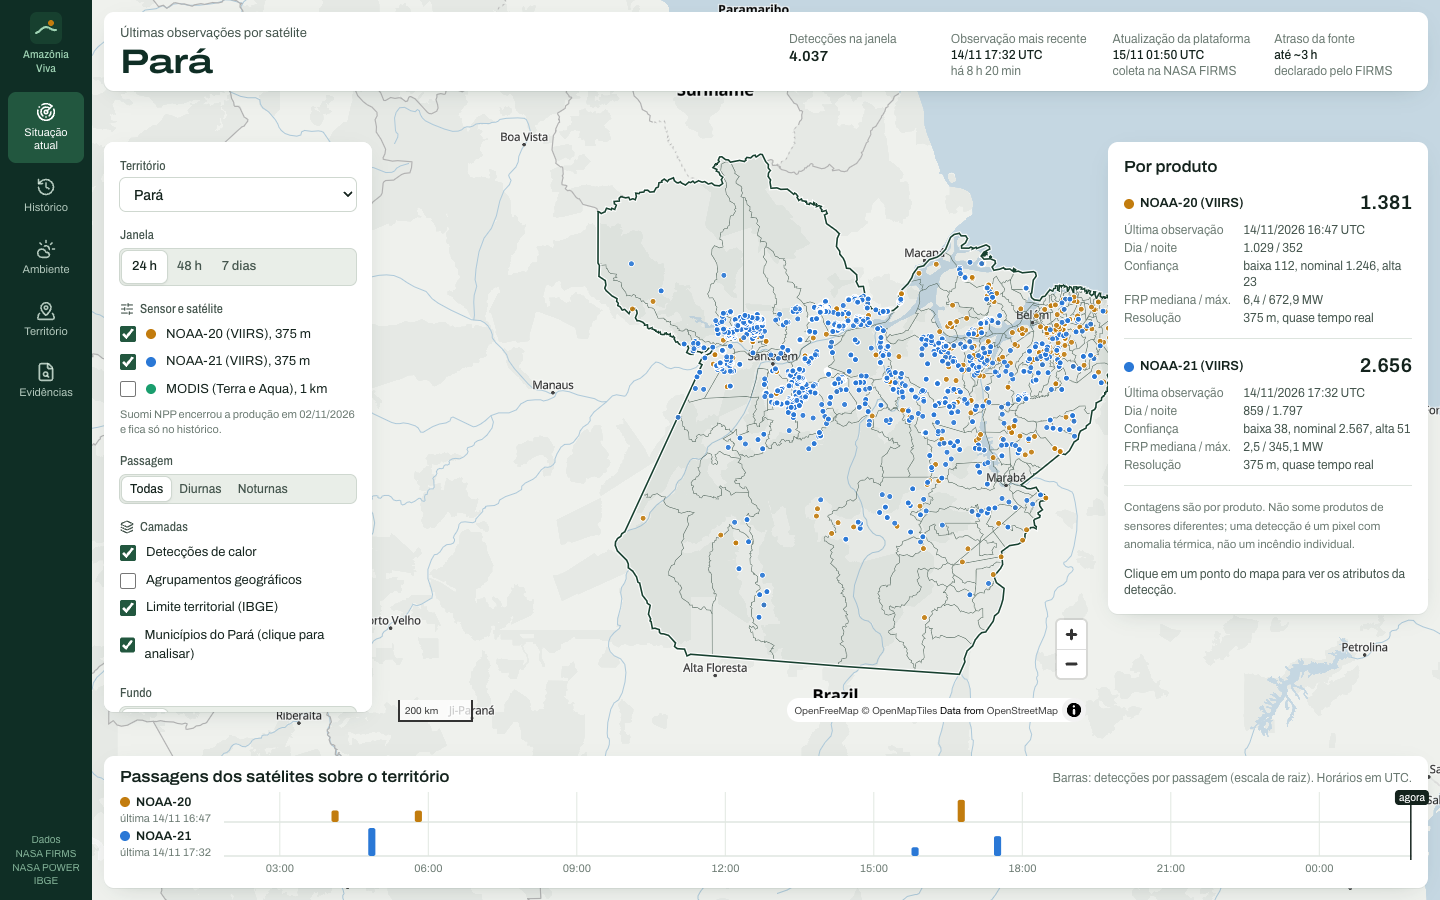 Amazônia
Viva
Situação
atual
Histórico
Ambiente
Território
Evidências
Dados
NASA FIRMS
NASA POWER
IBGE
Paramaribo
Últimas observações por satélite
Pará
Detecções na janela
4.037
Observação mais recente
14/11 17:32 UTC
há 8 h 20 min
Atualização da plataforma
15/11 01:50 UTC
coleta na NASA FIRMS
Atraso da fonte
até ~3 h
declarado pelo FIRMS
Suriname
Boa Vista
Macapá
Belém
Santarém
Manaus
Marabá
Porto Velho
Alta Floresta
Brazil
Ji-Paraná
Riberalta
Petrolina
Território
Pará
Janela
24 h 48 h 7 dias
Sensor e satélite
NOAA-20 (VIIRS), 375 m
NOAA-21 (VIIRS), 375 m
MODIS (Terra e Aqua), 1 km
Suomi NPP encerrou a produção em 02/11/2026
e fica só no histórico.
Passagem
Todas Diurnas Noturnas
Camadas
Detecções de calor
Agrupamentos geográficos
Limite territorial (IBGE)
Municípios do Pará (clique para
analisar)
Fundo
200 km
+
−
OpenFreeMap © OpenMapTiles Data from OpenStreetMap
Por produto
NOAA-20 (VIIRS) 1.381
Última observação 14/11/2026 16:47 UTC
Dia / noite 1.029 / 352
Confiança baixa 112, nominal 1.246, alta
23
FRP mediana / máx. 6,4 / 672,9 MW
Resolução 375 m, quase tempo real
NOAA-21 (VIIRS) 2.656
Última observação 14/11/2026 17:32 UTC
Dia / noite 859 / 1.797
Confiança baixa 38, nominal 2.567, alta 51
FRP mediana / máx. 2,5 / 345,1 MW
Resolução 375 m, quase tempo real
Contagens são por produto. Não some produtos de
sensores diferentes; uma detecção é um pixel com
anomalia térmica, não um incêndio individual.
Clique em um ponto do mapa para ver os atributos da
detecção.
Passagens dos satélites sobre o território
Barras: detecções por passagem (escala de raiz). Horários em UTC.
agora
NOAA-20
última 14/11 16:47
NOAA-21
última 14/11 17:32
03:00 06:00 09:00 12:00 15:00 18:00 21:00 00:00